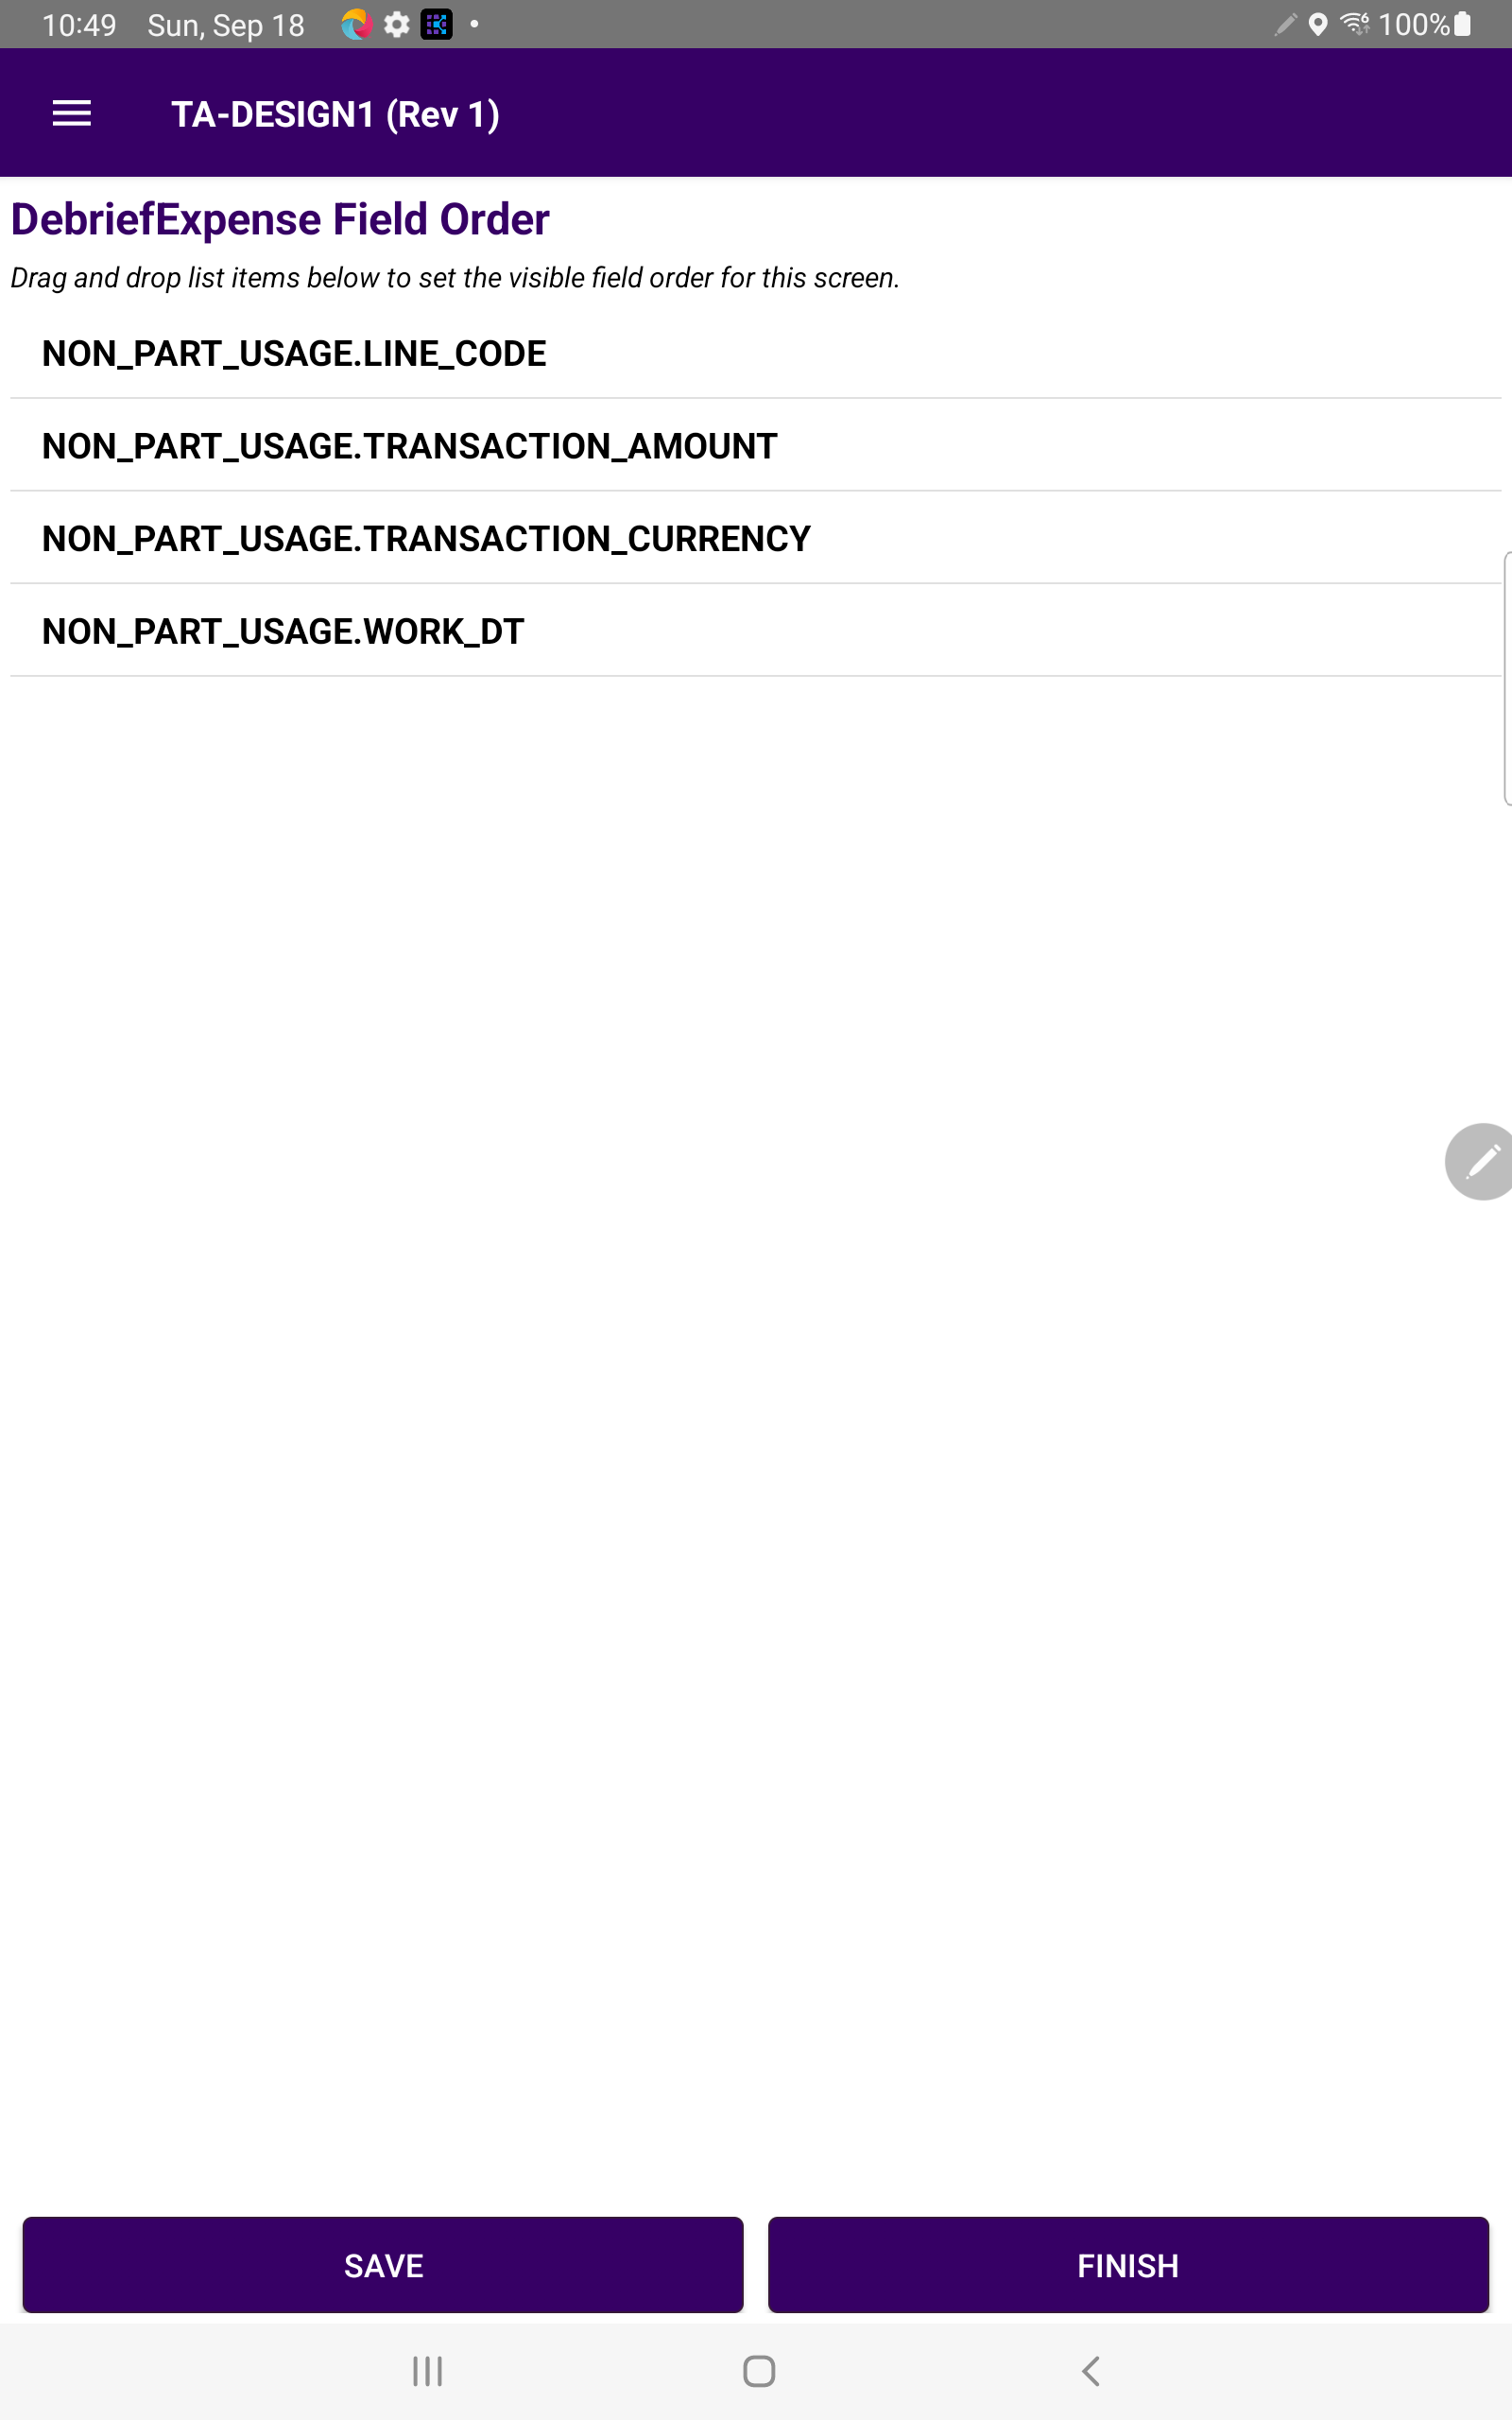 10:49 Sun, Sep 18 100%
TA-DESIGN1 (Rev 1)
DebriefExpense Field Order
Drag and drop list items below to set the visible field order for this screen.
NON_PART_USAGE.LINE_CODE
NON_PART_USAGE.TRANSACTION_AMOUNT
NON_PART_USAGE.TRANSACTION_CURRENCY
NON_PART_USAGE.WORK_DT
SAVE FINISH